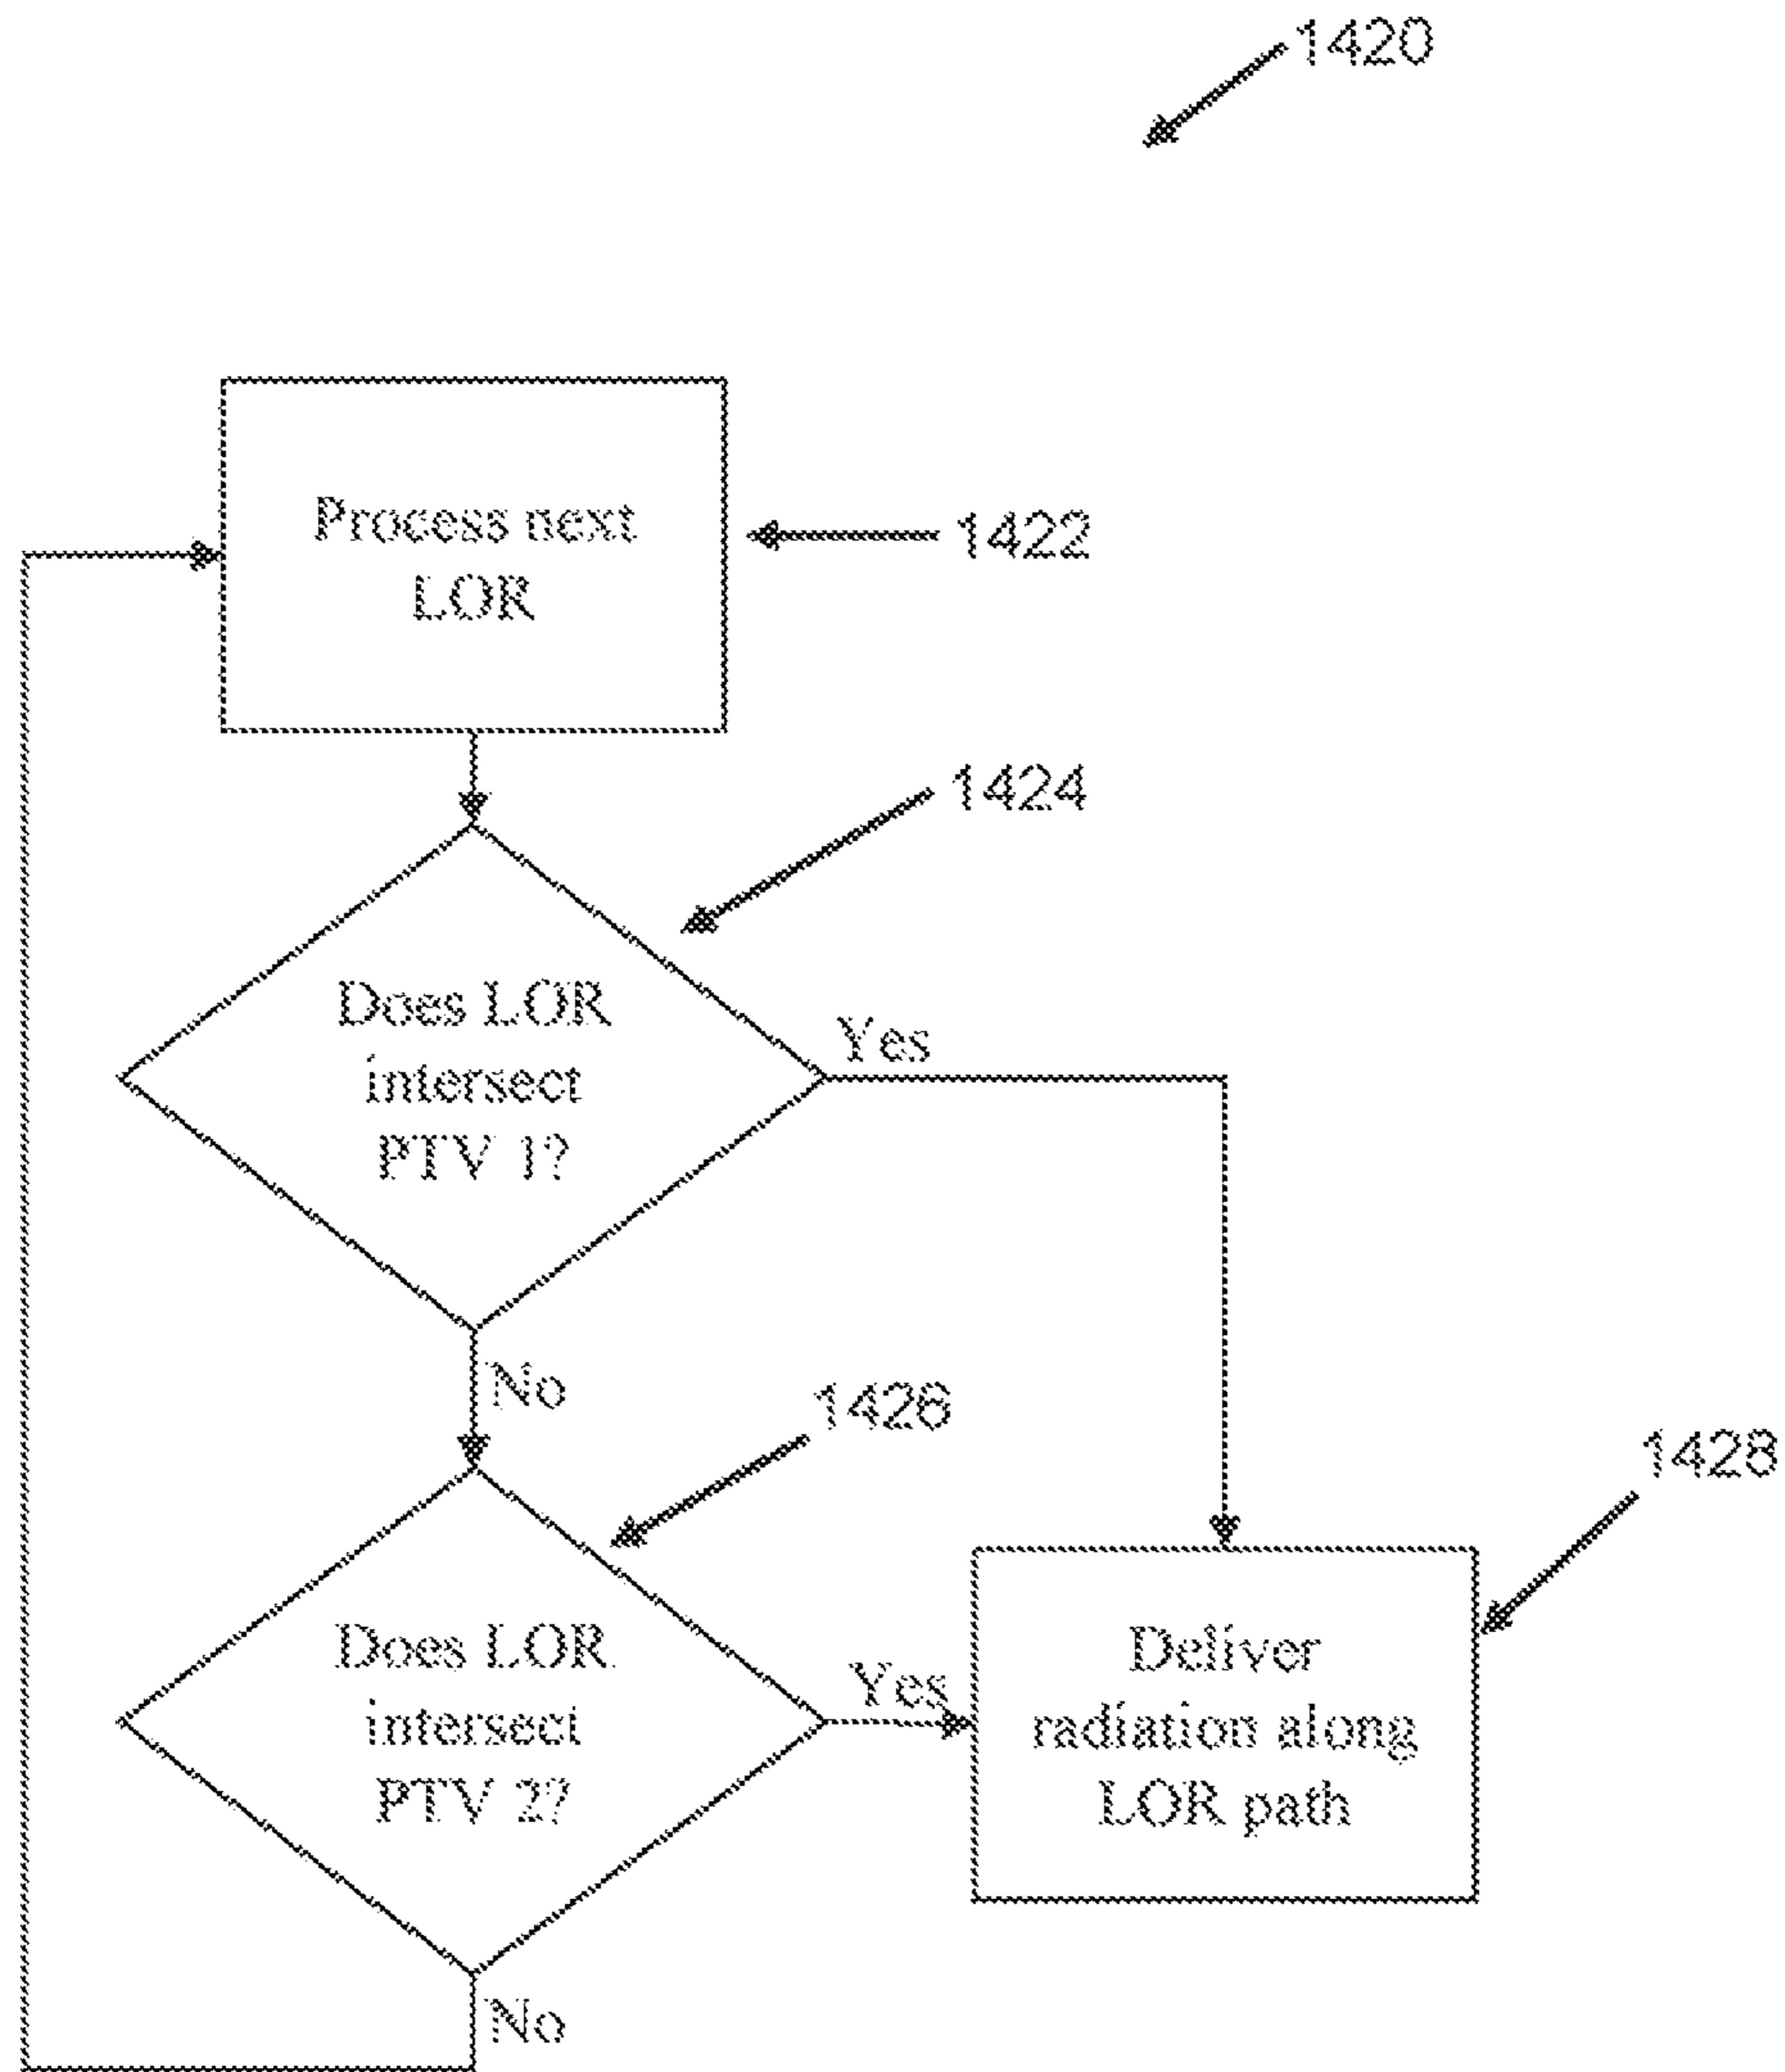 1420
Process next
LOR
1422
1424
Does LOR
intersect
PTV 1?
Yes
No
1426
1428
Does LOR
intersect
PTV 2?
Yes
Deliver
radiation along
LOR path
No